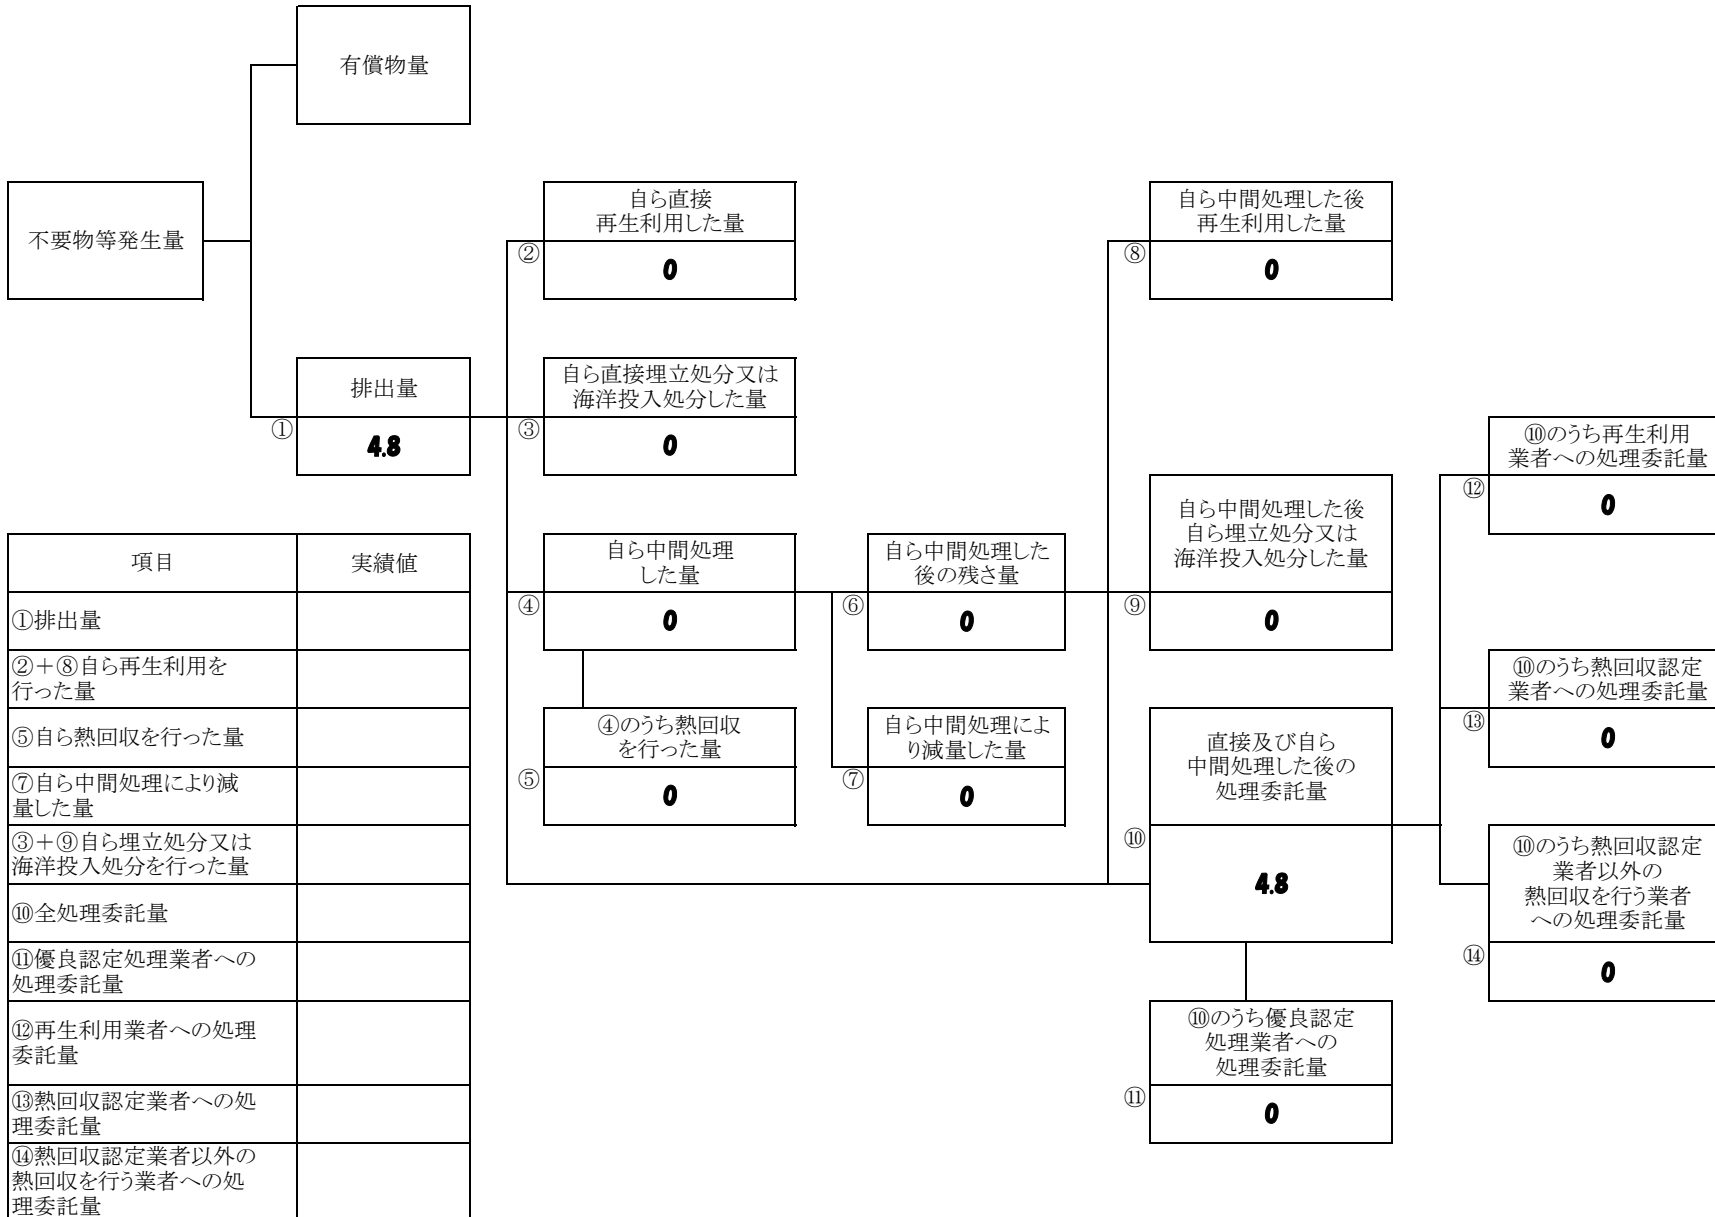 有償物量
不要物等発生量
自ら直接
再生利用した量
②
0
自ら中間処理した後
再生利用した量
⑧
0
排出量
①
4.8
自ら直接埋立処分又は
海洋投入処分した量
③
0
⑩のうち再生利用
業者への処理委託量
⑫
0
自ら中間処理
した量
④
0
自ら中間処理した
後の残さ量
⑥
0
自ら中間処理した後
自ら埋立処分又は
海洋投入処分した量
⑨
0
⑩のうち熱回収認定
業者への処理委託量
⑬
0
④のうち熱回収
を行った量
⑤
0
自ら中間処理によ
り減量した量
⑦
0
直接及び自ら
中間処理した後の
処理委託量
⑩
4.8
⑩のうち熱回収認定
業者以外の
熱回収を行う業者
への処理委託量
⑭
0
⑩のうち優良認定
処理業者への
処理委託量
⑪
0
項目 実績値
①排出量
②+⑧自ら再生利用を
行った量
⑤自ら熱回収を行った量
⑦自ら中間処理により減
量した量
③+⑨自ら埋立処分又は
海洋投入処分を行った量
⑩全処理委託量
⑪優良認定処理業者への
処理委託量
⑫再生利用業者への処理
委託量
⑬熱回収認定業者への処
理委託量
⑭熱回収認定業者以外の
熱回収を行う業者への処
理委託量